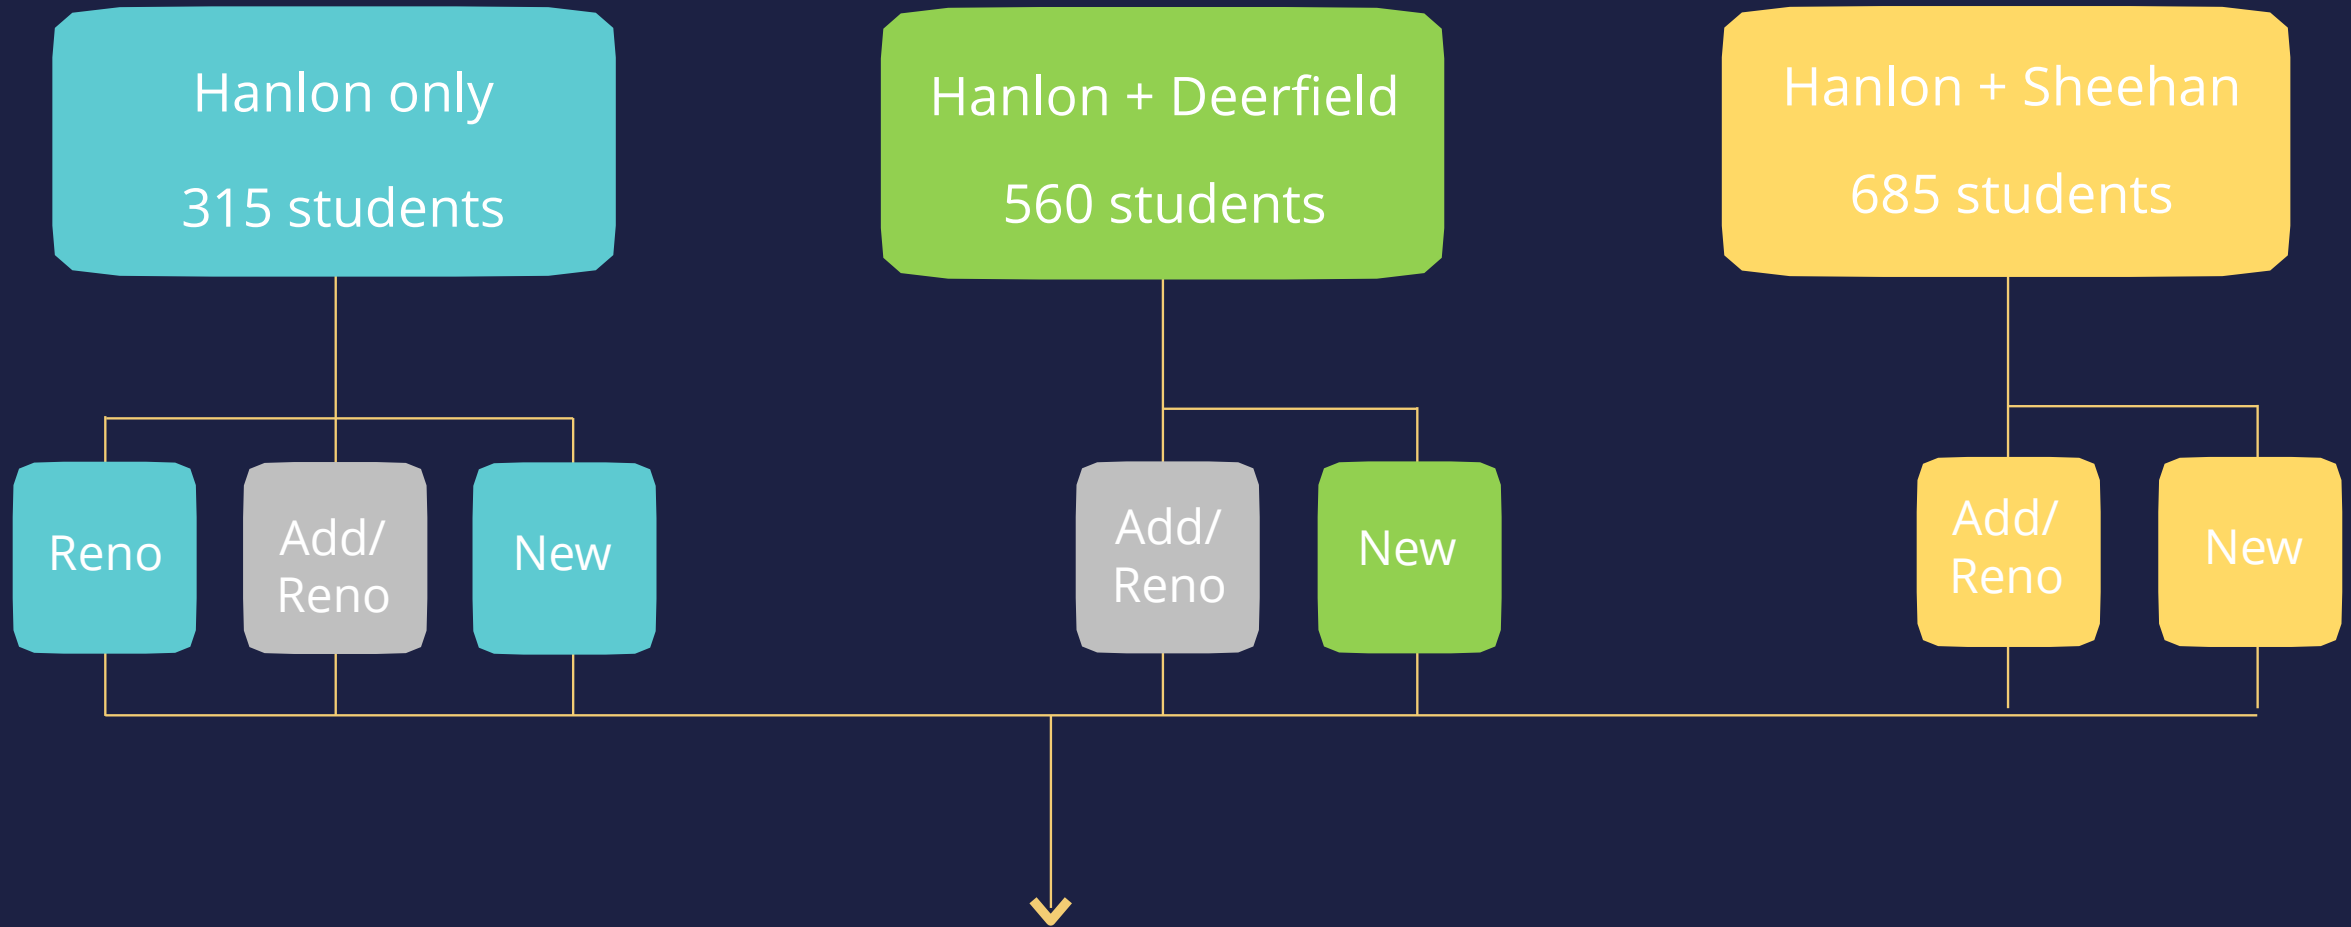 Hanlon only
315 students
Hanlon + Deerfield
560 students
Hanlon + Sheehan
685 students
Reno
Add/
Reno
New
Add/
Reno
New
Add/
Reno
New